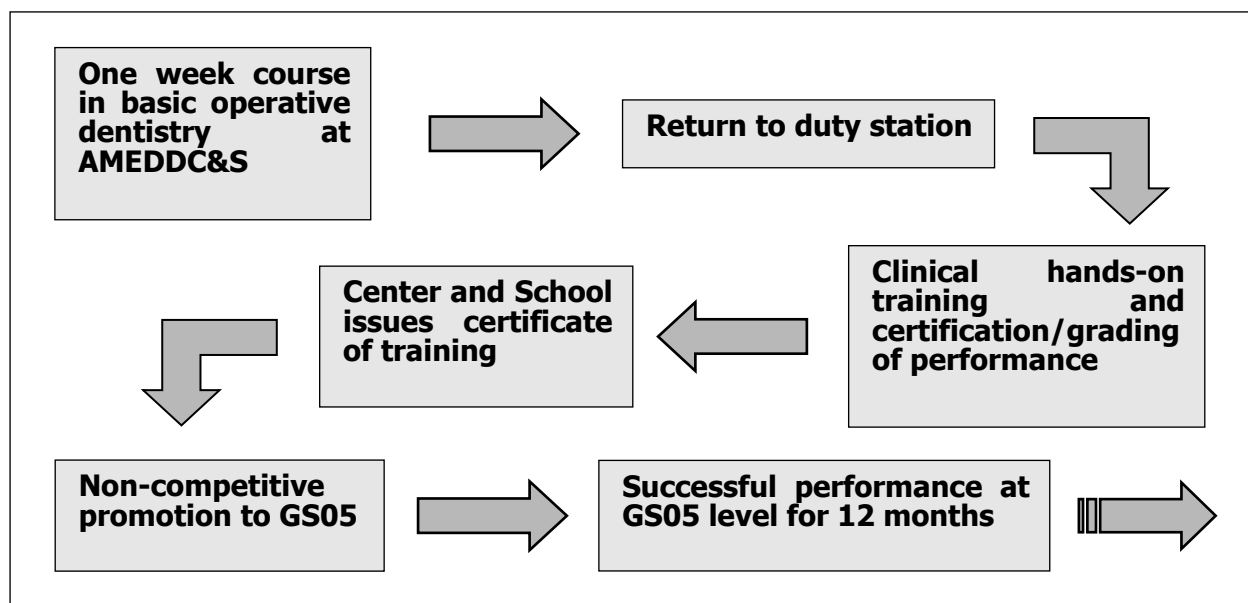 One week course
in basic operative
dentistry at
AMEDDC&S
Return to duty station
Clinical hands-on
training and
certification/grading
of performance
Center and School
issues certificate
of training
Non-competitive
promotion to GS05
Successful performance at
GS05 level for 12 months